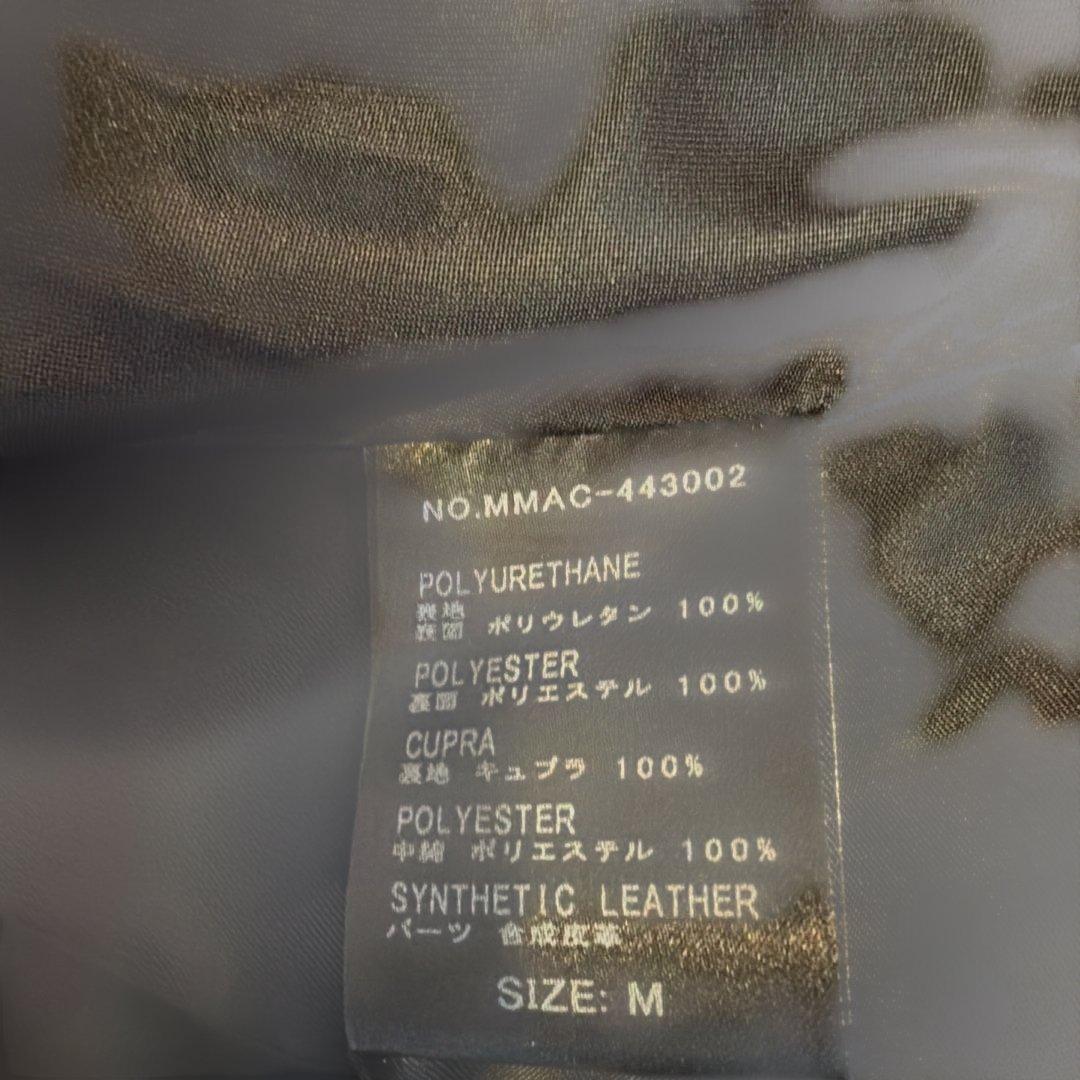 NO.MMAC-443002
POLYURETHANE
表地
裏面 ポリウレタン 100%
POLYESTER
裏面 ポリエステル 100%
CUPRA
裏地 キュプラ 100%
POLYESTER
中綿 ポリエステル 100%
SYNTHETIC LEATHER
パーツ 合成皮革
SIZE: M